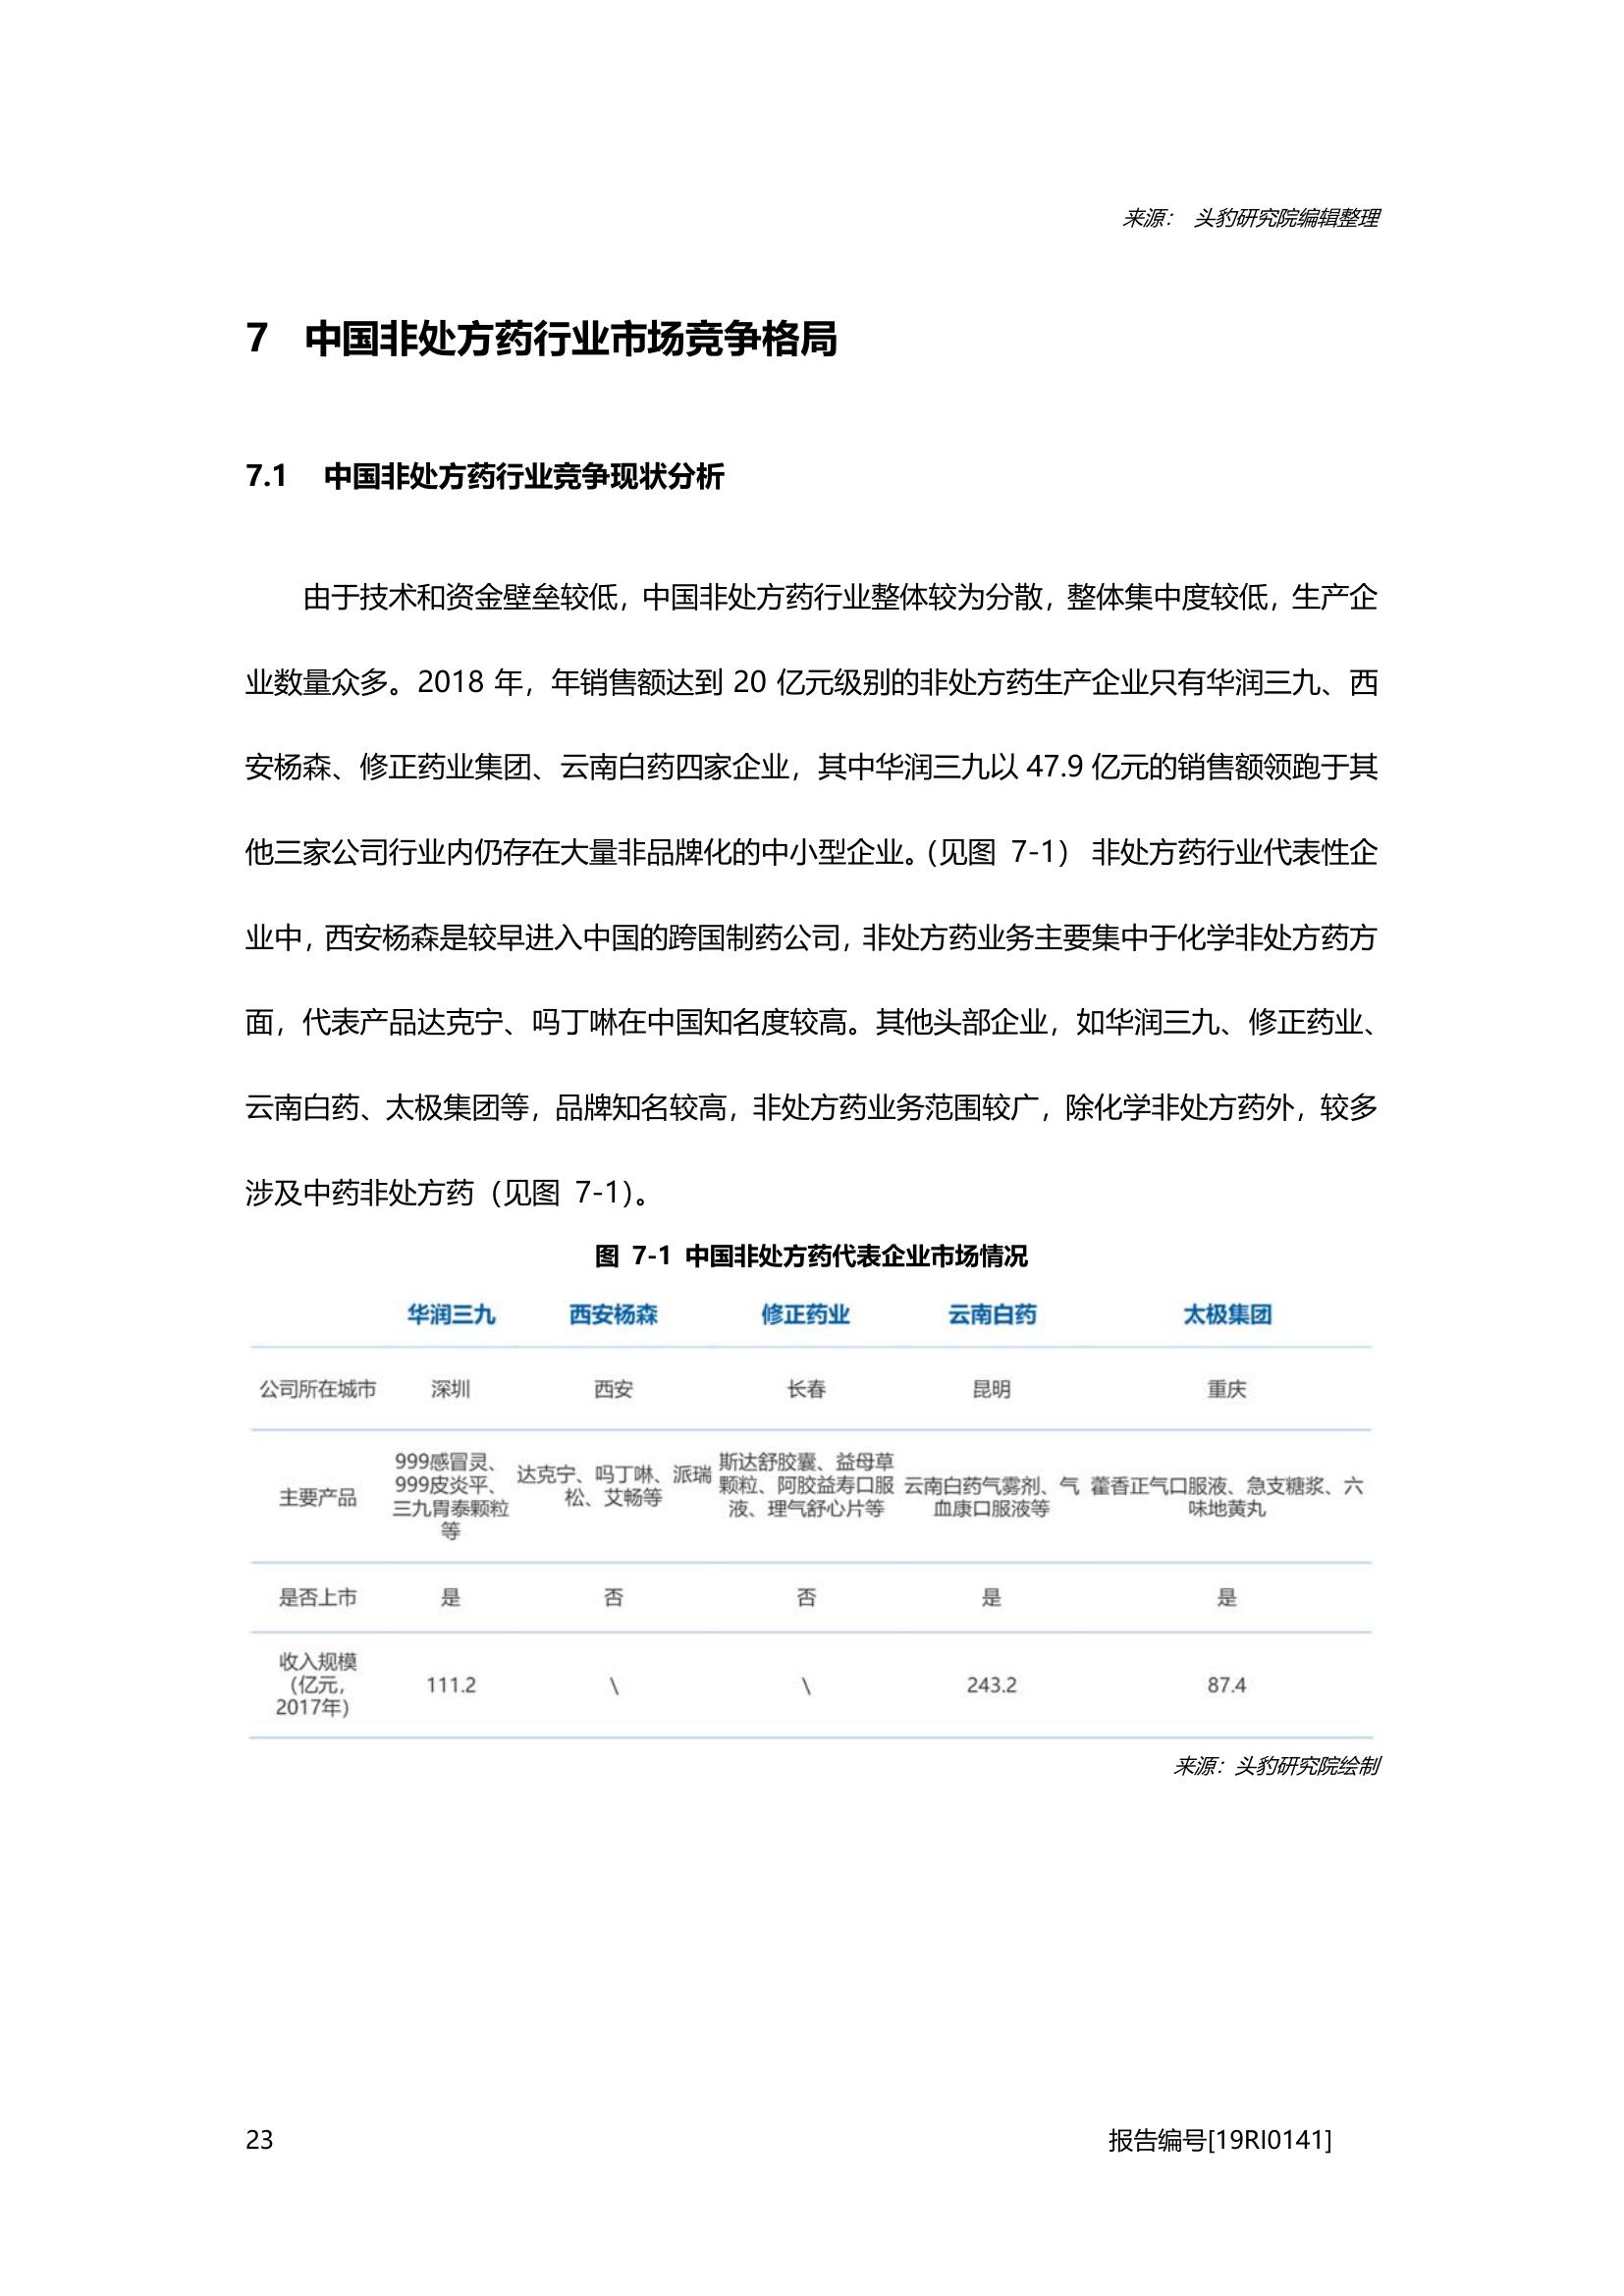 来源： 头豹研究院编辑整理
7 中国非处方药行业市场竞争格局
7.1 中国非处方药行业竞争现状分析
由于技术和资金壁垒较低，中国非处方药行业整体较为分散，整体集中度较低，生产企
业数量众多。2018 年，年销售额达到 20 亿元级别的非处方药生产企业只有华润三九、西
安杨森、修正药业集团、云南白药四家企业，其中华润三九以 47.9 亿元的销售额领跑于其
他三家公司行业内仍存在大量非品牌化的中小型企业。（见图 7-1） 非处方药行业代表性企
业中，西安杨森是较早进入中国的跨国制药公司，非处方药业务主要集中于化学非处方药方
面，代表产品达克宁、吗丁啉在中国知名度较高。其他头部企业，如华润三九、修正药业、
云南白药、太极集团等，品牌知名较高，非处方药业务范围较广，除化学非处方药外，较多
涉及中药非处方药（见图 7-1）。
图 7-1 中国非处方药代表企业市场情况
华润三九 西安杨森 修正药业 云南白药 太极集团
公司所在城市 深圳 西安 长春 昆明 重庆
主要产品
999感冒灵、
999皮炎平、
三九胃泰颗粒
等
达克宁、吗丁啉、派瑞
松、艾畅等
斯达舒胶囊、益母草
颗粒、阿胶益寿口服
液、理气舒心片等
云南白药气雾剂、气
血康口服液等
藿香正气口服液、急支糖浆、六
味地黄丸
是否上市 是 否 否 是 是
收入规模
（亿元，
2017年）
111.2 \ \ 243.2 87.4
来源：头豹研究院绘制
23 报告编号[19RI0141]